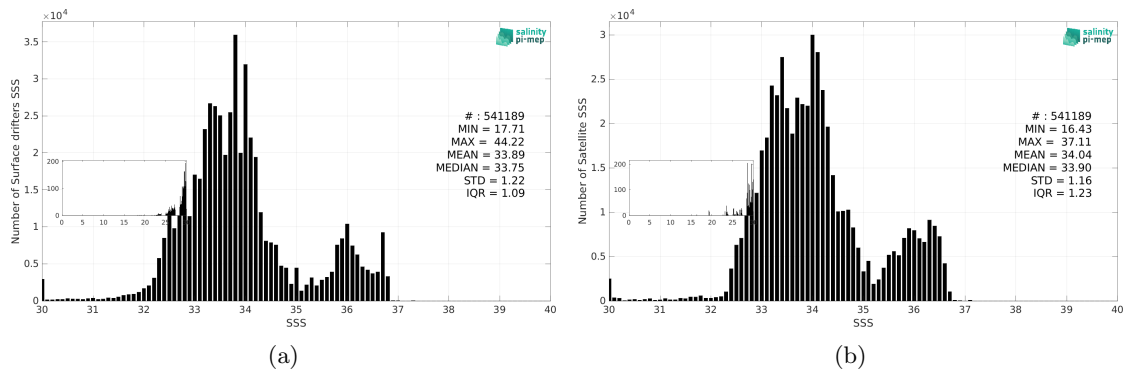 ×10⁴
3.5
3
2.5
2
1.5
1
0.5
0
Number of Surface drifters SSS
salinity
pi-mep
# : 541189
MIN = 17.71
MAX = 44.22
MEAN = 33.89
MEDIAN = 33.75
STD = 1.22
IQR = 1.09
200
100
0
0 5 10 15 20 25 30
30 31 32 33 34 35 36 37 38 39 40
SSS
(a)
×10⁴
3
2.5
2
1.5
1
0.5
0
Number of Satellite SSS
salinity
pi-mep
# : 541189
MIN = 16.43
MAX = 37.11
MEAN = 34.04
MEDIAN = 33.90
STD = 1.16
IQR = 1.23
200
100
0
0 5 10 15 20 25 30
30 31 32 33 34 35 36 37 38 39 40
SSS
(b)